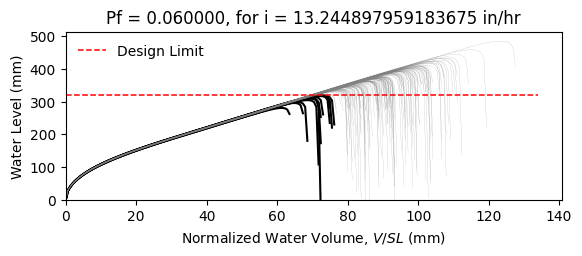 Pf = 0.060000, for i = 13.244897959183675 in/hr
Design Limit
Water Level (mm)
500
400
300
200
100
0
0 20 40 60 80 100 120 140
Normalized Water Volume, V/SL (mm)